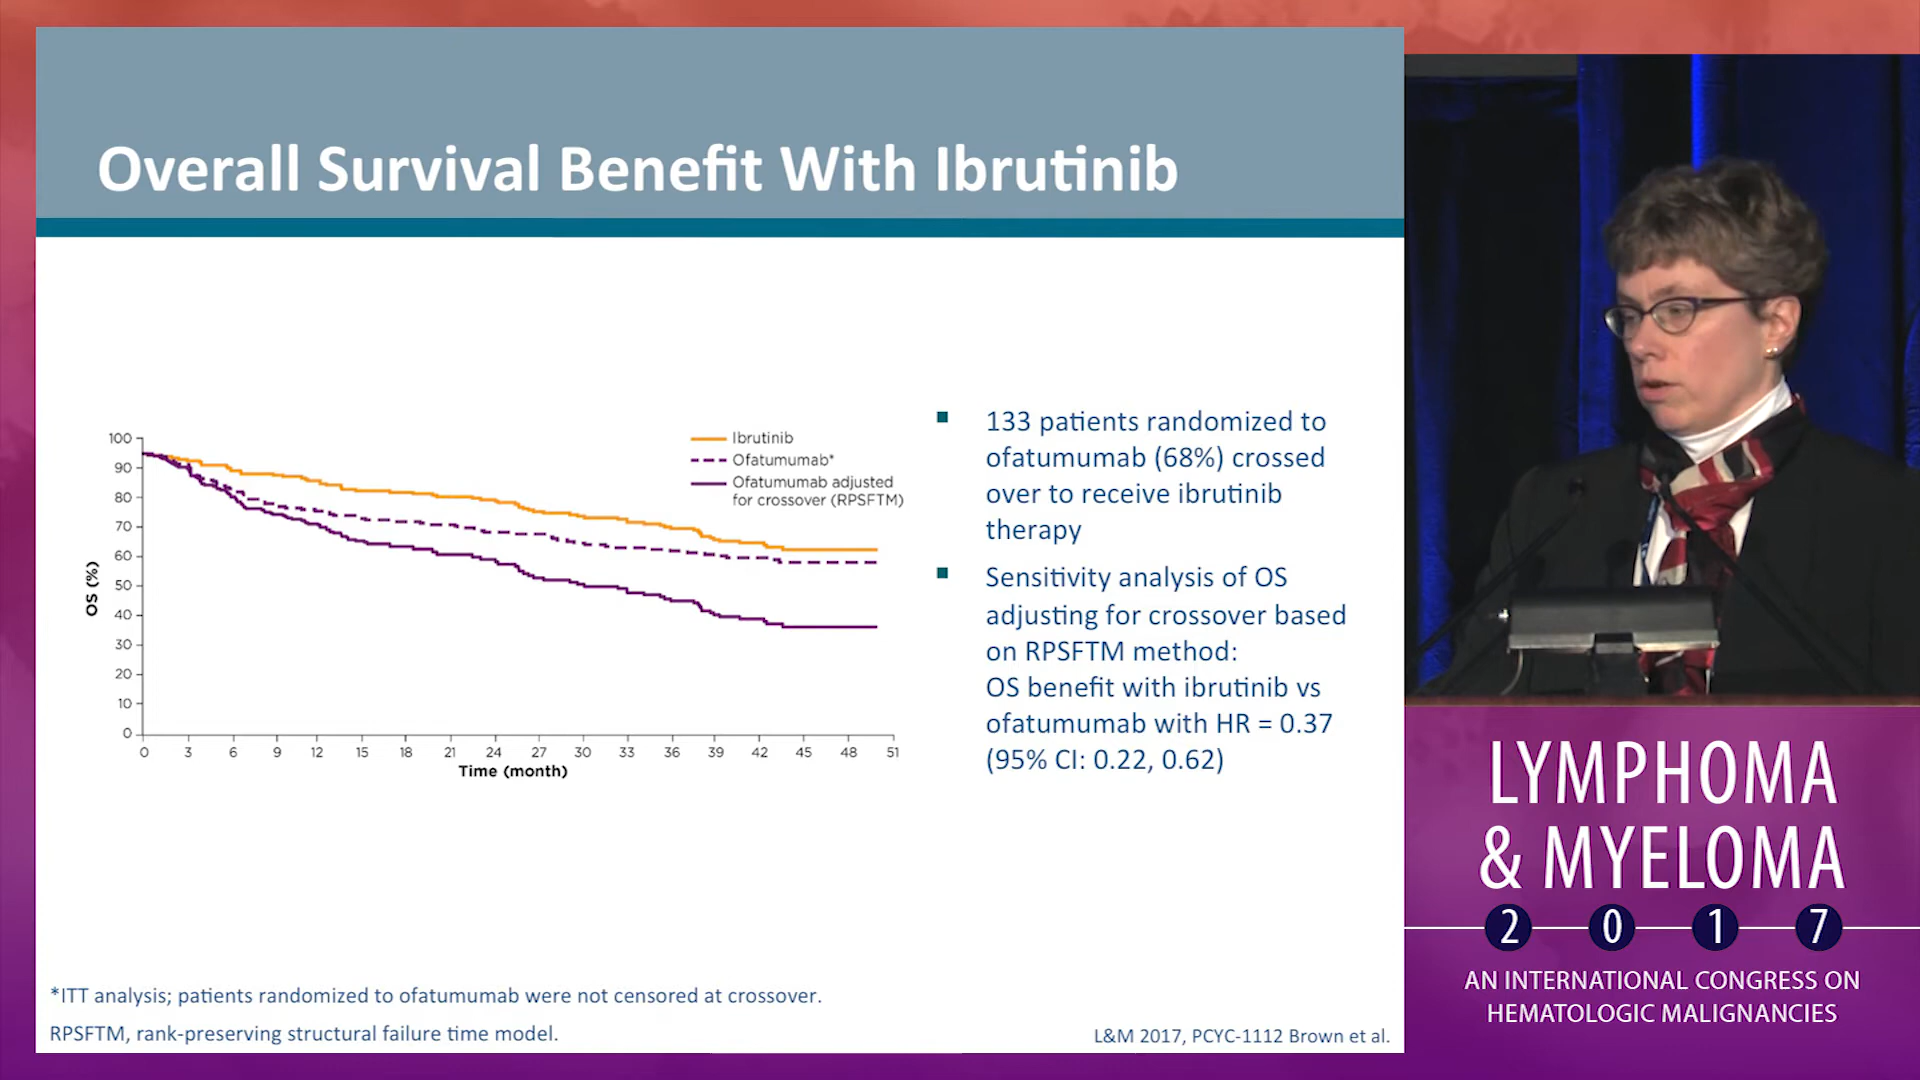 Overall Survival Benefit With Ibrutinib
100
90
80
70
60
50
40
30
20
10
0
OS (%)
0 3 6 9 12 15 18 21 24 27 30 33 36 39 42 45 48 51
Time (month)
Ibrutinib
Ofatumumab*
Ofatumumab adjusted
for crossover (RPSFTM)
133 patients randomized to
ofatumumab (68%) crossed
over to receive ibrutinib
therapy
Sensitivity analysis of OS
adjusting for crossover based
on RPSFTM method:
OS benefit with ibrutinib vs
ofatumumab with HR = 0.37
(95% CI: 0.22, 0.62)
*ITT analysis; patients randomized to ofatumumab were not censored at crossover.
RPSFTM, rank-preserving structural failure time model.
L&M 2017, PCYC-1112 Brown et al.
LYMPHOMA
& MYELOMA
2017
AN INTERNATIONAL CONGRESS ON
HEMATOLOGIC MALIGNANCIES